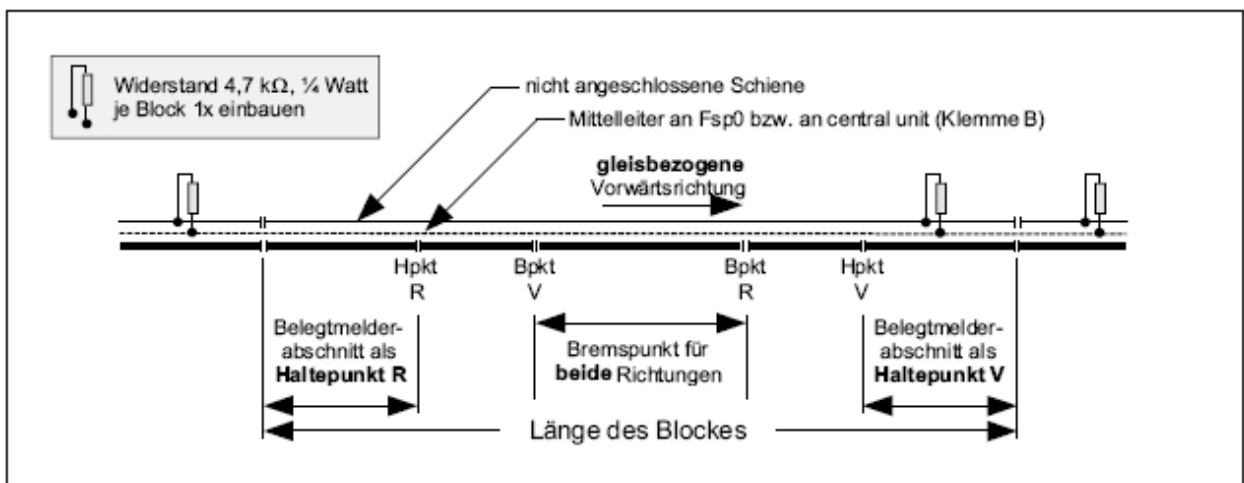 Widerstand 4,7 kΩ, ¼ Watt
je Block 1x einbauen
nicht angeschlossene Schiene
Mittelleiter an Fsp0 bzw. an central unit (Klemme B)
gleisbezogene
Vorwärtsrichtung
Hpkt
R
Bpkt
V
Bpkt
R
Hpkt
V
Belegtmelder-
abschnitt als
Haltepunkt R
Bremspunkt für
beide Richtungen
Belegtmelder-
abschnitt als
Haltepunkt V
Länge des Blockes